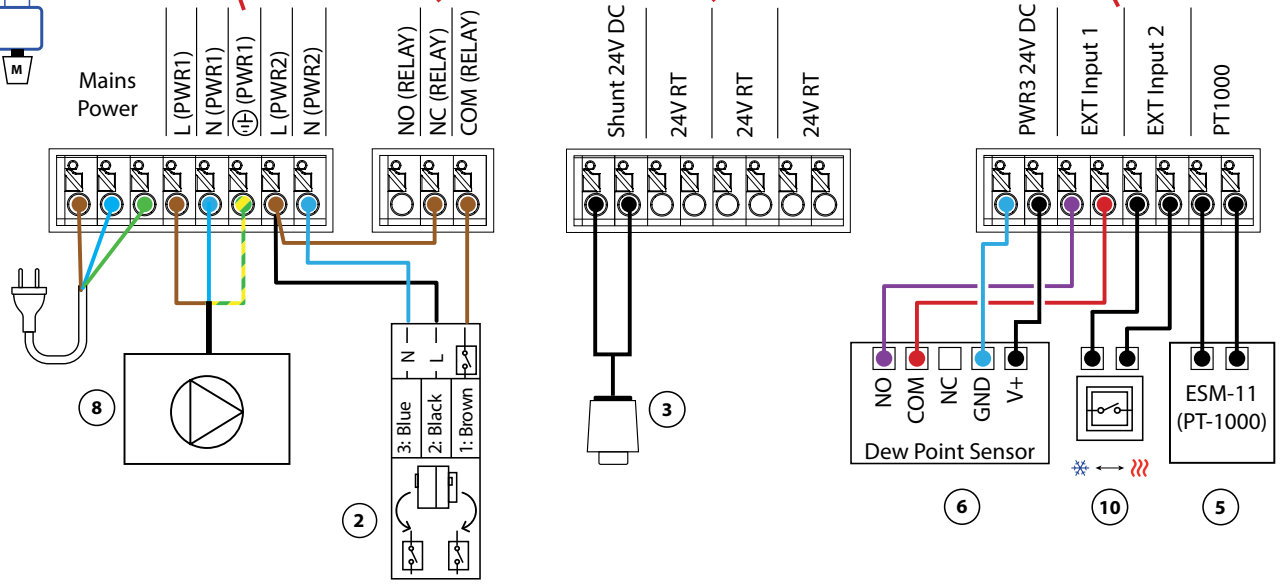 M
Mains
Power
L (PWR1)
N (PWR1)
(PWR1)
L (PWR2)
N (PWR2)
NO (RELAY)
NC (RELAY)
COM (RELAY)
Shunt 24V DC
24V RT
24V RT
24V RT
PWR3 24V DC
EXT Input 1
EXT Input 2
PT1000
N
L
3: Blue
2: Black
1: Brown
8
2
3
NO
COM
NC
GND
V+
Dew Point Sensor
6
10
ESM-11
(PT-1000)
5